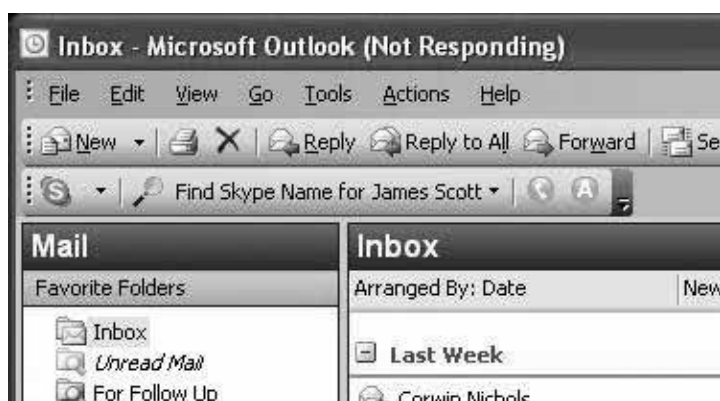 Inbox - Microsoft Outlook (Not Responding)
File Edit View Go Tools Actions Help
New Reply Reply to All Forward Se
Find Skype Name for James Scott
Mail Inbox
Favorite Folders Arranged By: Date New
Inbox
Unread Mail Last Week
For Follow Up Corwin Nichols